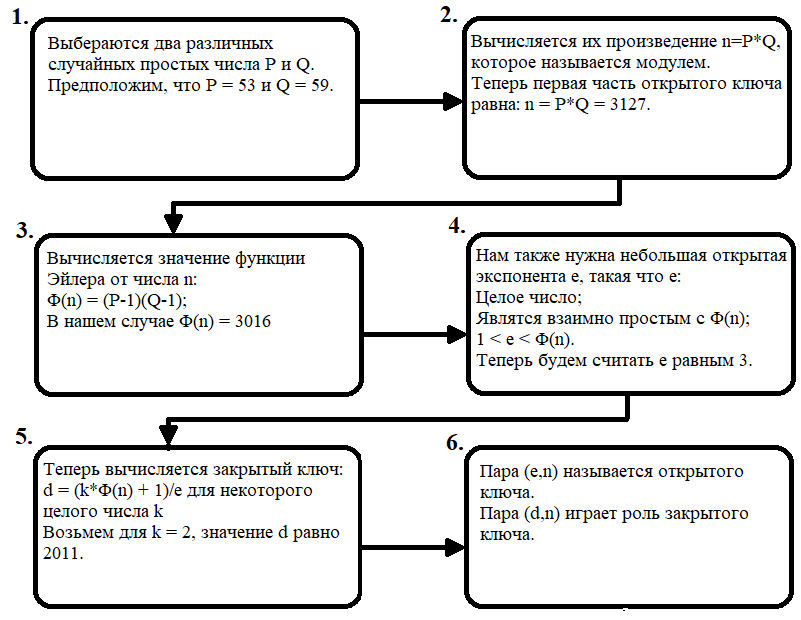 1.
Выбераются два различных
случайных простых числа P и Q.
Предположим, что P = 53 и Q = 59.
2.
Вычисляется их произведение n=P*Q,
которое называется модулем.
Теперь первая часть открытого ключа
равна: n = P*Q = 3127.
3.
Вычисляется значение функции
Эйлера от числа n:
Φ(n) = (P-1)(Q-1);
В нашем случае Φ(n) = 3016
4.
Нам также нужна небольшая открытая
экспонента e, такая что e:
Целое число;
Являтся взаимно простым с Φ(n);
1 < e < Φ(n).
Теперь будем считать e равным 3.
5.
Теперь вычисляется закрытый ключ:
d = (k*Φ(n) + 1)/e для некоторого
целого числа k
Возьмем для k = 2, значение d равно
2011.
6.
Пара (e,n) называется открытого
ключа.
Пара (d,n) играет роль закрытого
ключа.